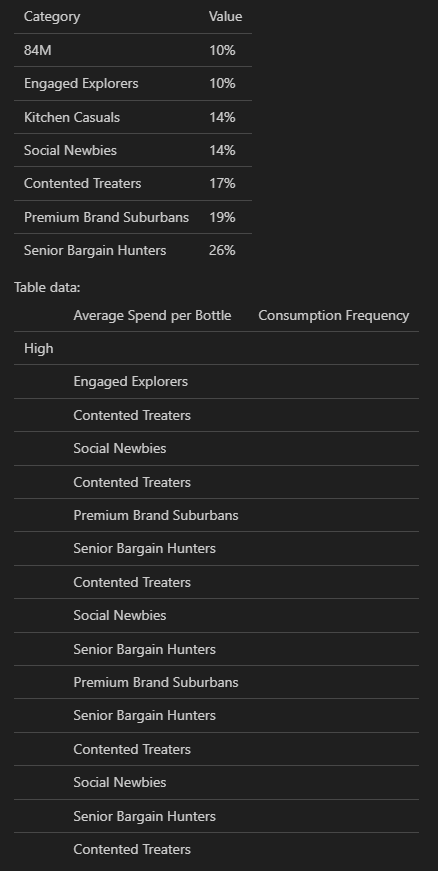 Category Value
84M 10%
Engaged Explorers 10%
Kitchen Casuals 14%
Social Newbies 14%
Contented Treaters 17%
Premium Brand Suburbans 19%
Senior Bargain Hunters 26%
Table data:
Average Spend per Bottle Consumption Frequency
High
Engaged Explorers
Contented Treaters
Social Newbies
Contented Treaters
Premium Brand Suburbans
Senior Bargain Hunters
Contented Treaters
Social Newbies
Senior Bargain Hunters
Premium Brand Suburbans
Senior Bargain Hunters
Contented Treaters
Social Newbies
Senior Bargain Hunters
Contented Treaters